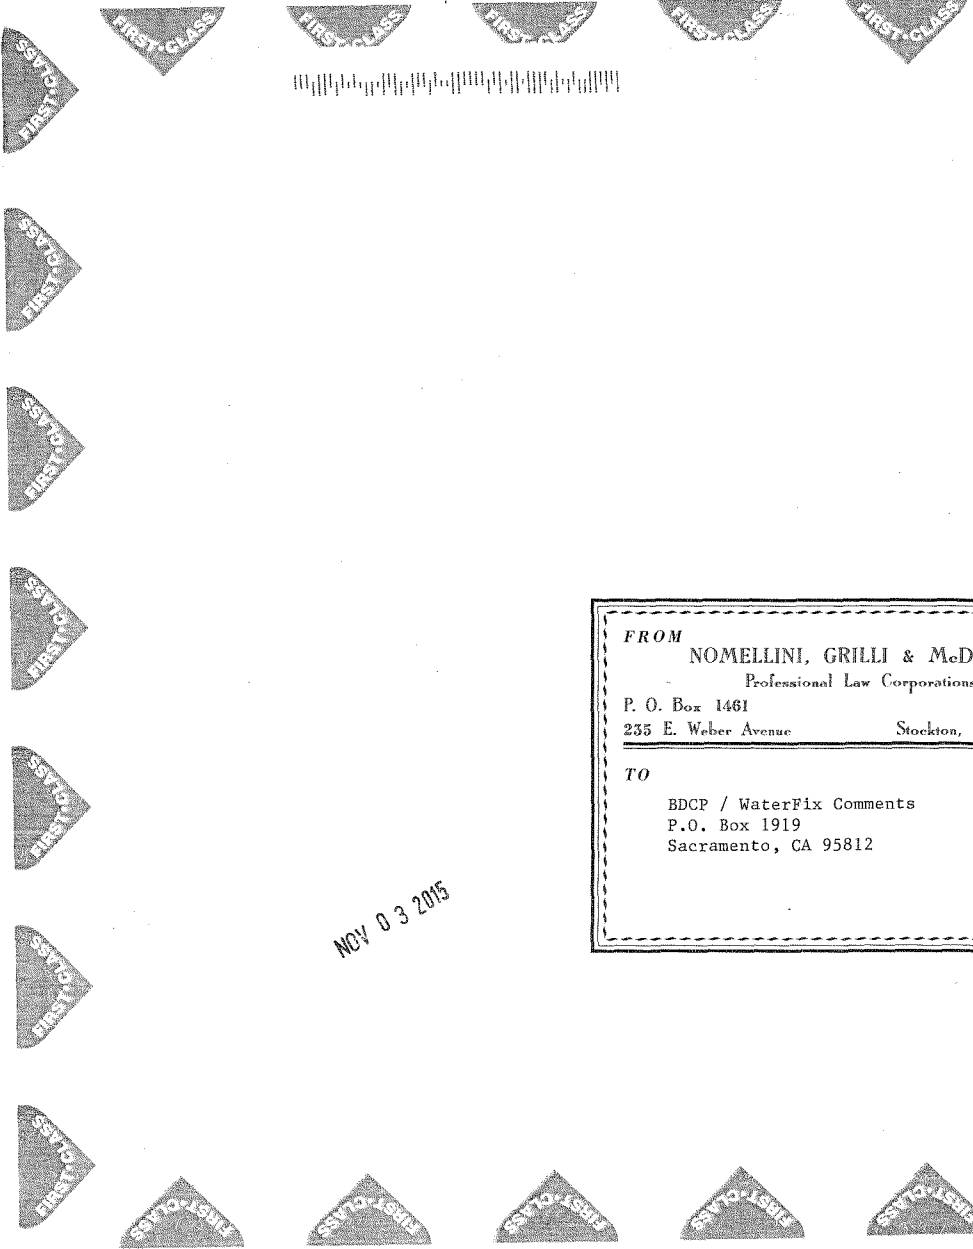 FIRST-CLASS
FIRST-CLASS
FIRST-CLASS
FIRST-CLASS
FIRST-CLASS
FIRST-CLASS
FIRST-CLASS
FIRST-CLASS
FIRST-CLASS
FROM
NOMELLINI, GRILLI & McD
Professional Law Corporations
P. O. Box 1461
235 E. Weber Avenue Stockton,
TO
BDCP / WaterFix Comments
P.O. Box 1919
Sacramento, CA 95812
FIRST-CLASS
NOV 03 2015
FIRST-CLASS
FIRST-CLASS
FIRST-CLASS
FIRST-CLASS
FIRST-CLASS
FIRST-CLASS
FIRST-CLASS